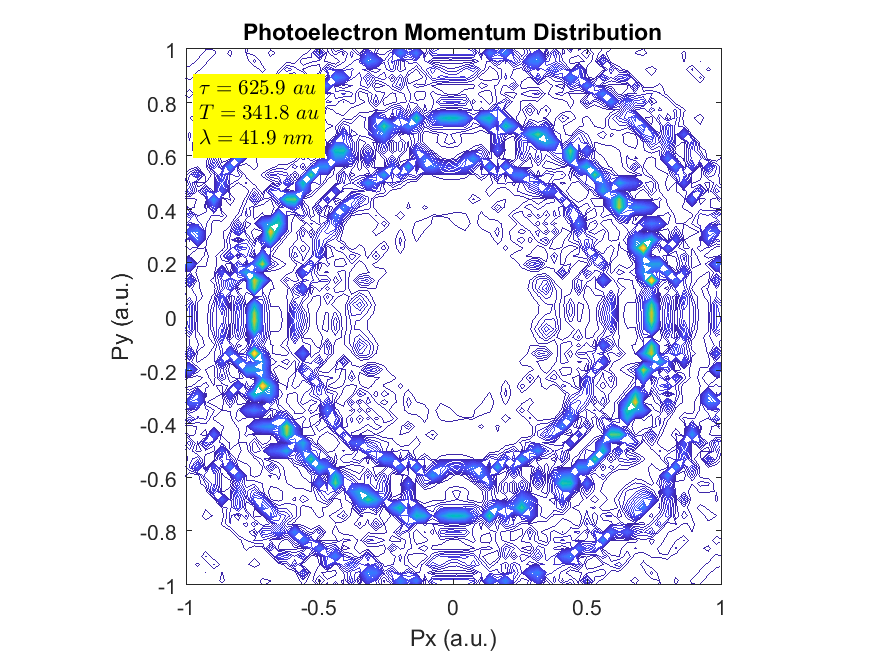 Photoelectron Momentum Distribution
τ = 625.9 au
T = 341.8 au
λ = 41.9 nm
1
0.8
0.6
0.4
0.2
0
-0.2
-0.4
-0.6
-0.8
-1
Py (a.u.)
-1 -0.5 0 0.5 1
Px (a.u.)